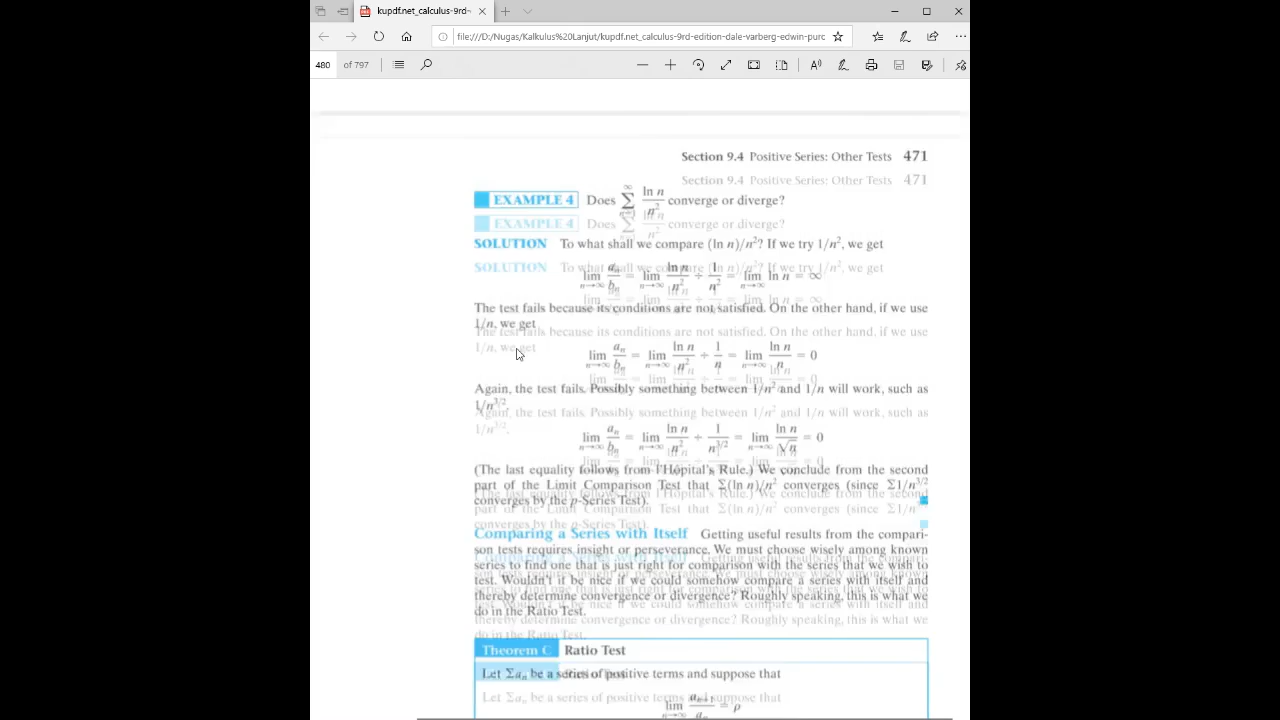 kupdf.net_calculus-9rd-
file:///D:/Nugas/Kalkulus%20Lanjut/kupdf.net_calculus-9rd-edition-dale-varberg-edwin-purc
480 of 797
Section 9.4 Positive Series: Other Tests 471
EXAMPLE 4 Does ∑ ln n / n² converge or diverge?
SOLUTION To what shall we compare (ln n)/n²? If we try 1/n², we get
lim n→∞ aₙ/bₙ = lim n→∞ ln n/n² ÷ 1/n² = lim n→∞ ln n = ∞
The test fails because its conditions are not satisfied. On the other hand, if we use
1/n, we get
lim n→∞ aₙ/bₙ = lim n→∞ ln n/n² ÷ 1/n = lim n→∞ ln n/n = 0
Again, the test fails. Possibly something between 1/n² and 1/n will work, such as
1/n^{3/2}.
lim n→∞ aₙ/bₙ = lim n→∞ ln n/n² ÷ 1/n^{3/2} = lim n→∞ ln n/√n = 0
(The last equality follows from l'Hôpital's Rule.) We conclude from the second
part of the Limit Comparison Test that Σ(ln n)/n² converges (since Σ1/n^{3/2}
converges by the p-Series Test).
Comparing a Series with Itself Getting useful results from the compari-
son tests requires insight or perseverance. We must choose wisely among known
series to find one that is just right for comparison with the series that we wish to
test. Wouldn't it be nice if we could somehow compare a series with itself and
thereby determine convergence or divergence? Roughly speaking, this is what we
do in the Ratio Test.
Theorem C Ratio Test
Let Σaₙ be a series of positive terms and suppose that
lim n→∞ aₙ₊₁/aₙ = ρ